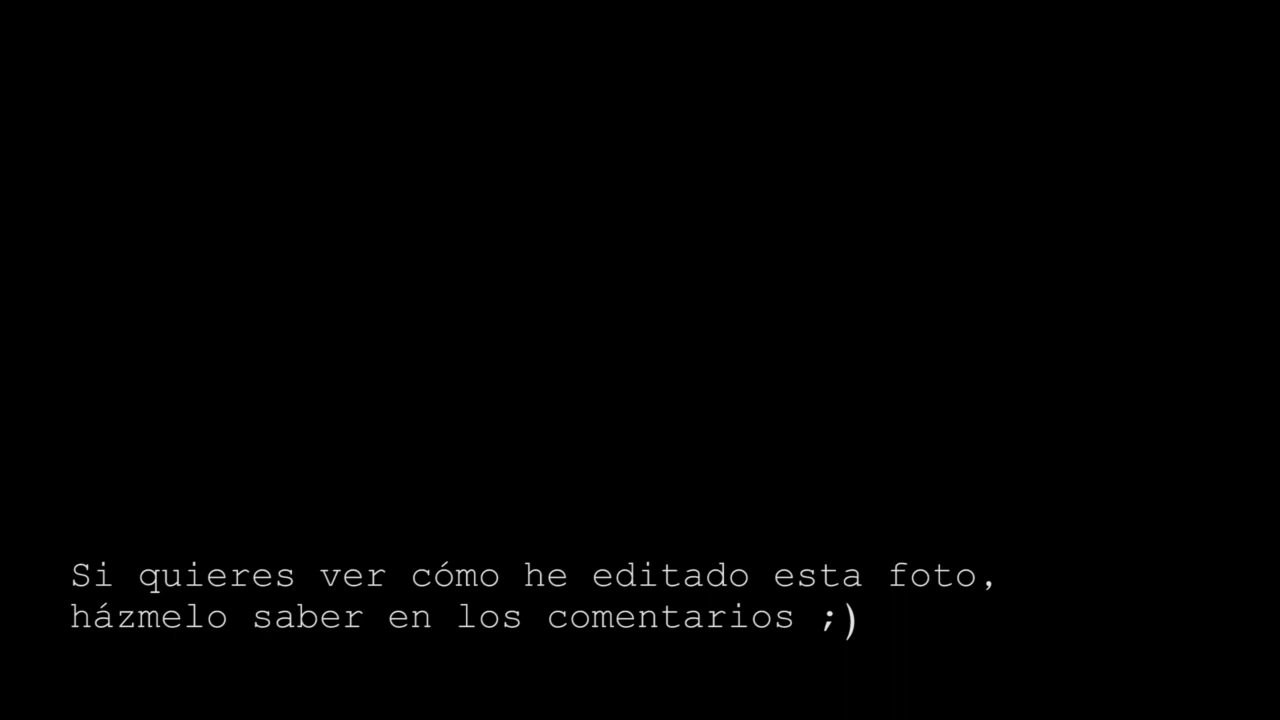 Si quieres ver cómo he editado esta foto,
házmelo saber en los comentarios ;)